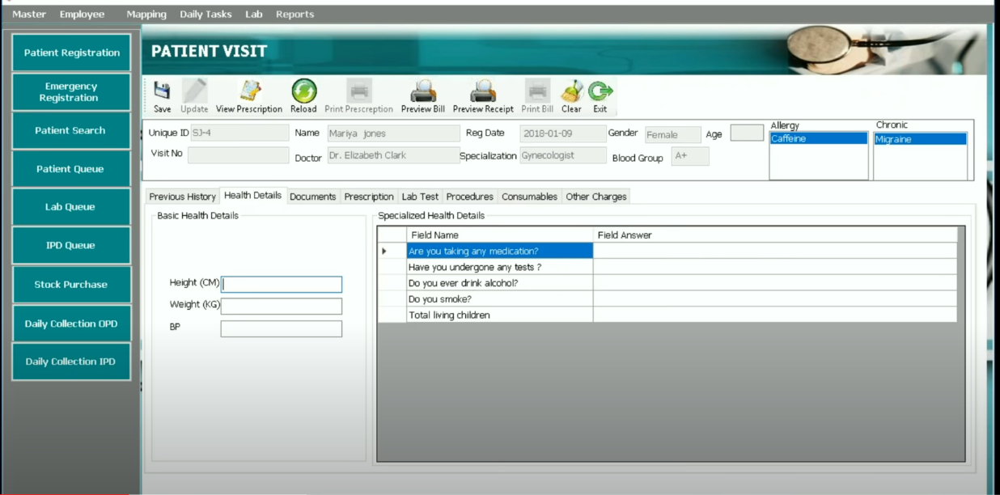 Master Employee Mapping Daily Tasks Lab Reports
Patient Registration
Emergency
Registration
Patient Search
Patient Queue
Lab Queue
IPD Queue
Stock Purchase
Daily Collection OPD
Daily Collection IPD
PATIENT VISIT
Save Update View Prescription Reload Print Prescreption Preview Bill Preview Receipt Print Bill Clear Exit
Unique ID SJ-4 Name Mariya jones Reg Date 2018-01-09 Gender Female Age
Visit No Doctor Dr. Elizabeth Clark Specialization Gynecologist Blood Group A+
Allergy Chronic
Caffeine Migraine
Previous History Health Details Documents Prescription Lab Test Procedures Consumables Other Charges
Basic Health Details
Height (CM)
Weight (KG)
BP
Specialized Health Details
Field Name Field Answer
Are you taking any medication?
Have you undergone any tests ?
Do you ever drink alcohol?
Do you smoke?
Total living children